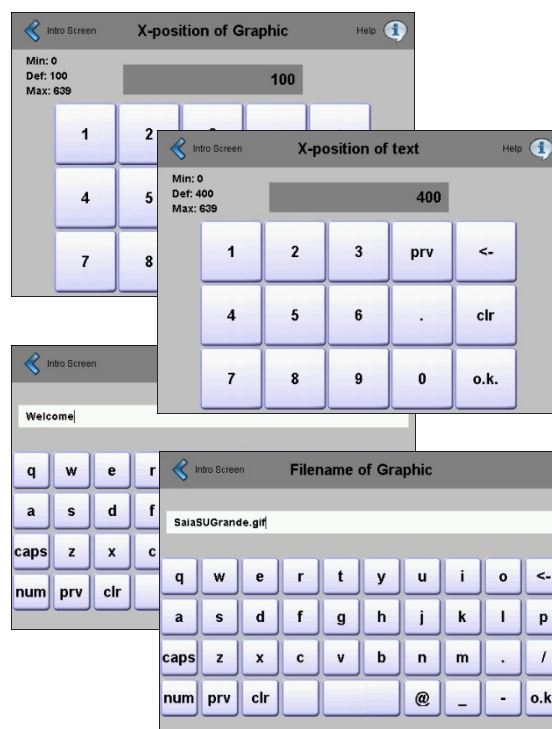 Intro Screen X-position of Graphic Help
Min: 0
Def: 100
Max: 639
100
1 2
4 5
7 8
Intro Screen X-position of text Help
Min: 0
Def: 400
Max: 639
400
1 2 3 prv <-
4 5 6 . clr
7 8 9 0 o.k.
Intro Screen
Welcome
q w e r
a s d f
caps z x c
num prv clr
Intro Screen Filename of Graphic
SaiaSUGrande.gif
q w e r t y u i o <-
a s d f g h j k l p
caps z x c v b n m . /
num prv clr @ _ - o.k